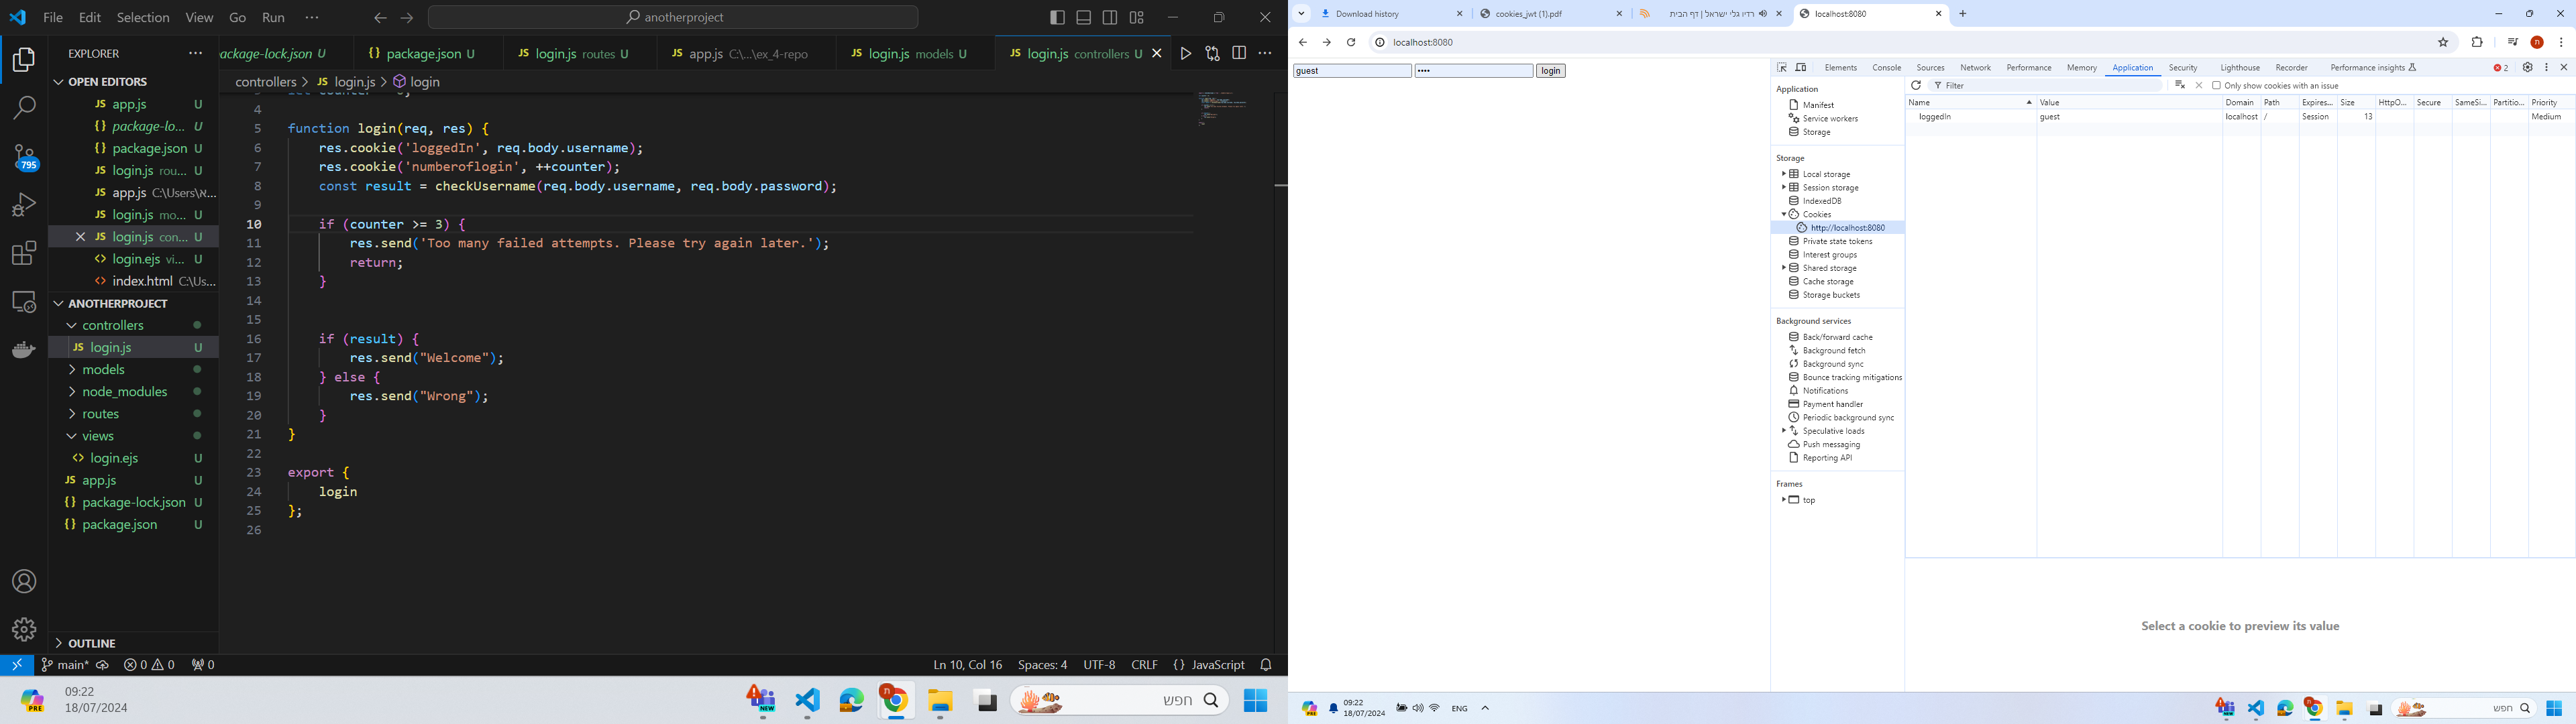 File Edit Selection View Go Run ··· anotherproject
EXPLORER ···
OPEN EDITORS
JS app.js U
{} package-lo... U
{} package.json U
JS login.js rou... U
JS app.js C:\Users\א...
JS login.js mo... U
JS login.js con... U
<> login.ejs vi... U
<> index.html C:\Us...
ANOTHERPROJECT
controllers
JS login.js U
models
node_modules
routes
views
<> login.ejs U
JS app.js U
{} package-lock.json U
{} package.json U
OUTLINE
795
package-lock.json U {} package.json U JS login.js routes U JS app.js C:\...\ex_4-repo JS login.js models U JS login.js controllers U
controllers > JS login.js > login
4
5 function login(req, res) {
6 res.cookie('loggedIn', req.body.username);
7 res.cookie('numberoflogin', ++counter);
8 const result = checkUsername(req.body.username, req.body.password);
9
10 if (counter >= 3) {
11 res.send('Too many failed attempts. Please try again later.');
12 return;
13 }
14
15
16 if (result) {
17 res.send("Welcome");
18 } else {
19 res.send("Wrong");
20 }
21 }
22
23 export {
24 login
25 };
26
main* 0 0 0 Ln 10, Col 16 Spaces: 4 UTF-8 CRLF {} JavaScript
PRE 09:22
18/07/2024
NEW ת חפש
Download history cookies_jwt (1).pdf רדיו גלי ישראל | דף הבית localhost:8080
localhost:8080 ת
guest •••• login
Elements Console Sources Network Performance Memory Application Security Lighthouse Recorder Performance insights 2
Application
Manifest
Service workers
Storage
Storage
Local storage
Session storage
IndexedDB
Cookies
http://localhost:8080
Private state tokens
Interest groups
Shared storage
Cache storage
Storage buckets
Background services
Back/forward cache
Background fetch
Background sync
Bounce tracking mitigations
Notifications
Payment handler
Periodic background sync
Speculative loads
Push messaging
Reporting API
Frames
top
Filter Only show cookies with an issue
Name Value Domain Path Expires... Size HttpO... Secure SameSi... Partitio... Priority
loggedIn guest localhost / Session 13 Medium
Select a cookie to preview its value
PRE 09:22
18/07/2024
ENG
NEW ת חפש